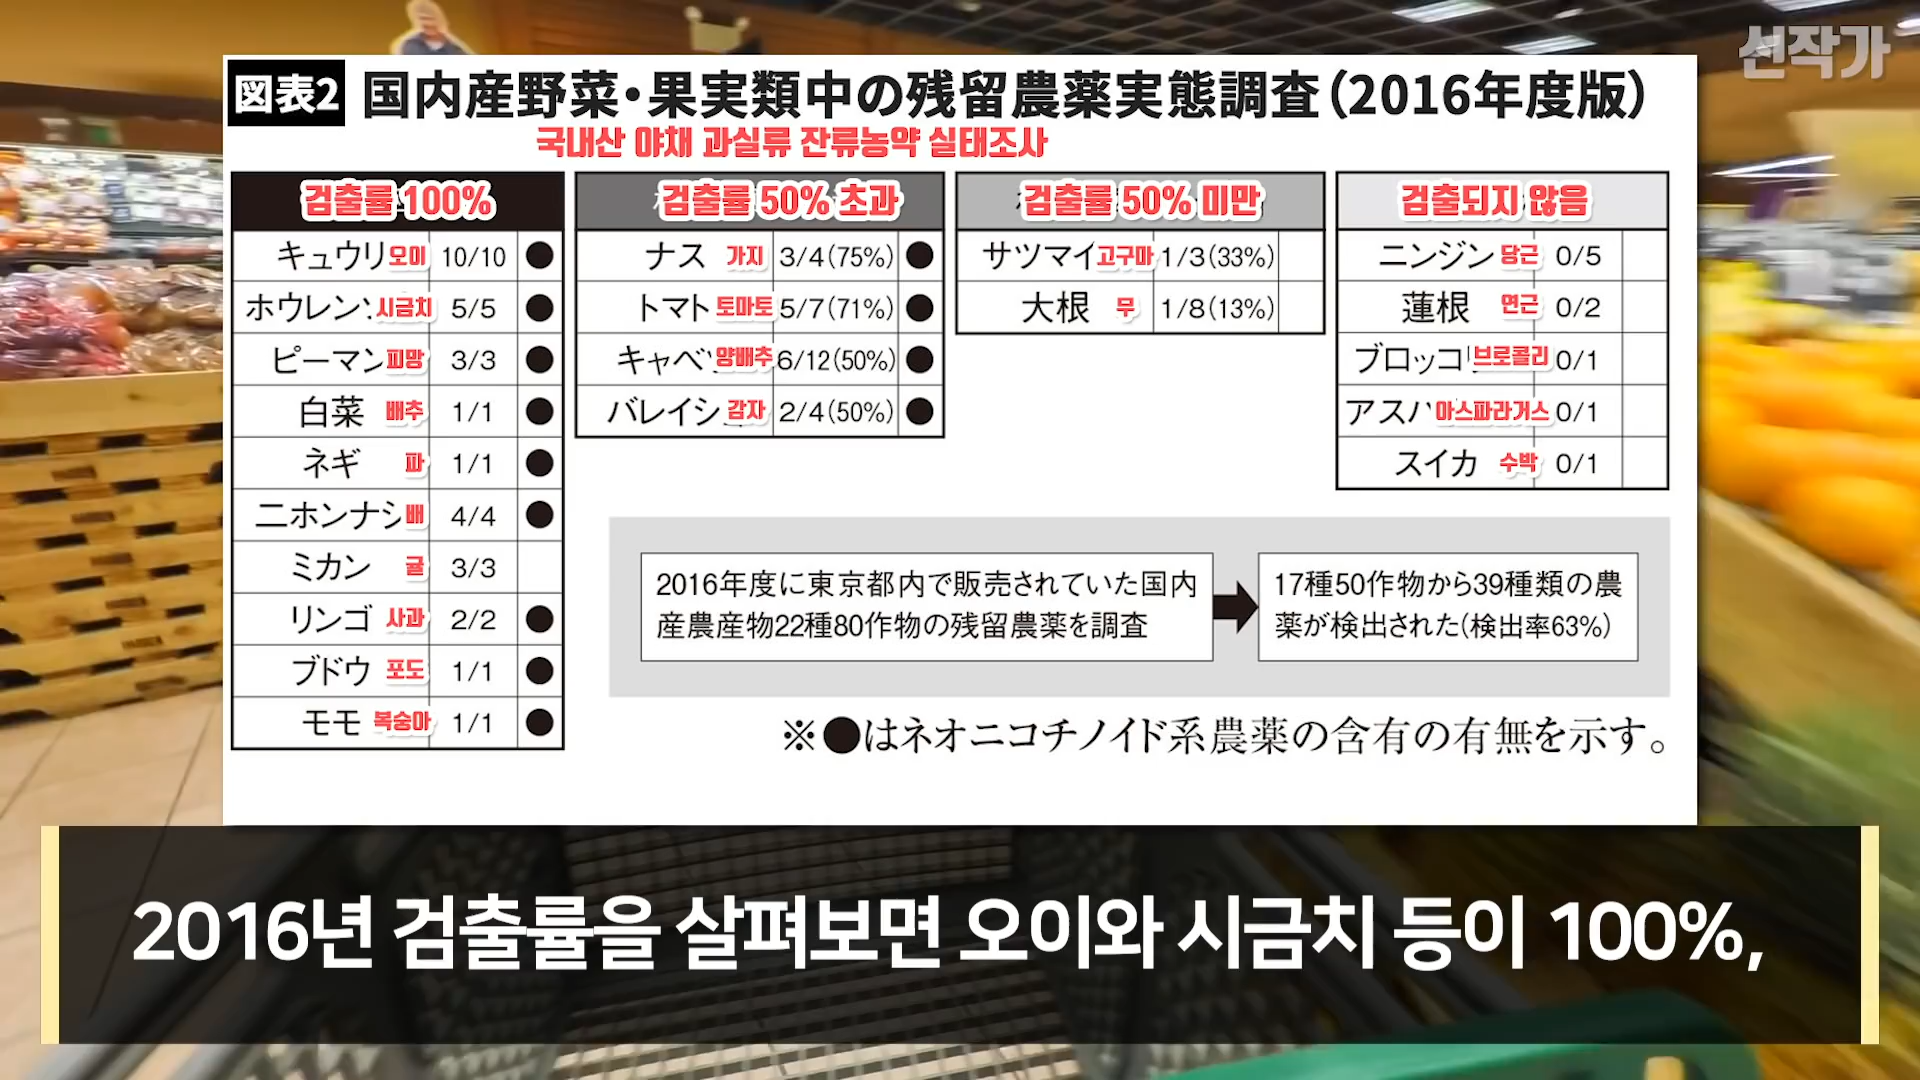 선작가
図表2 国内産野菜・果実類中の残留農薬実態調査(2016年度版)
국내산 야채 과실류 잔류농약 실태조사
검출률 100%
キュウリ 오이 10/10 ●
ホウレン 시금치 5/5 ●
ピーマン 피망 3/3 ●
白菜 배추 1/1 ●
ネギ 파 1/1 ●
ニホンナシ 배 4/4 ●
ミカン 귤 3/3
リンゴ 사과 2/2 ●
ブドウ 포도 1/1 ●
モモ 복숭아 1/1 ●
검출률 50% 초과
ナス 가지 3/4(75%) ●
トマト 토마토 5/7(71%) ●
キャベ 양배추 6/12(50%) ●
バレイシ 감자 2/4(50%) ●
검출률 50% 미만
サツマイ 고구마 1/3(33%)
大根 무 1/8(13%)
검출되지 않음
ニンジン 당근 0/5
蓮根 연근 0/2
ブロッコ 브로콜리 0/1
アスパ 아스파라거스 0/1
スイカ 수박 0/1
2016年度に東京都内で販売されていた国内
産農産物22種80作物の残留農薬を調査
17種50作物から39種類の農
薬が検出された(検出率63%)
※●はネオニコチノイド系農薬の含有の有無を示す。
2016년 검출률을 살펴보면 오이와 시금치 등이 100%,